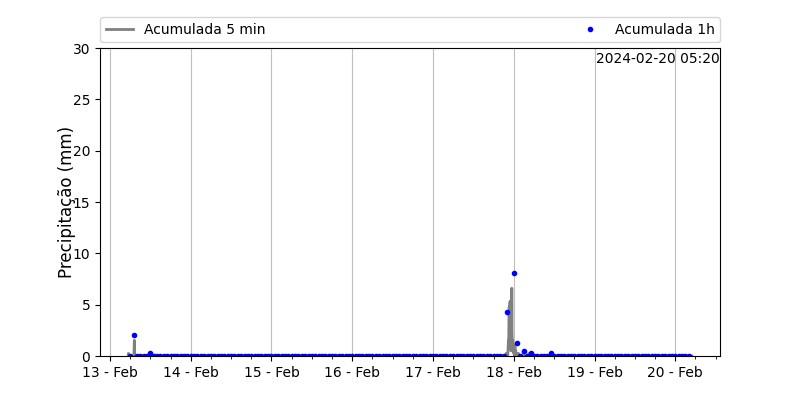 Acumulada 5 min
Acumulada 1h
2024-02-20 05:20
Precipitação (mm)
30
25
20
15
10
5
0
13 - Feb
14 - Feb
15 - Feb
16 - Feb
17 - Feb
18 - Feb
19 - Feb
20 - Feb